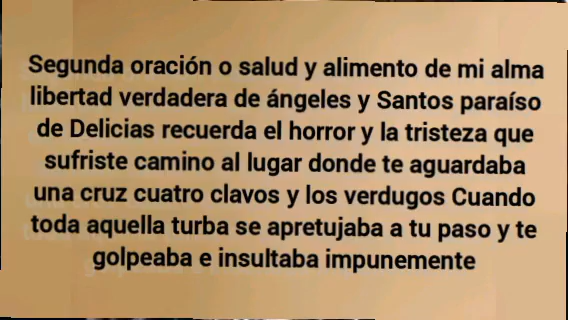 Segunda oración o salud y alimento de mi alma
libertad verdadera de ángeles y Santos paraíso
de Delicias recuerda el horror y la tristeza que
sufriste camino al lugar donde te aguardaba
una cruz cuatro clavos y los verdugos Cuando
toda aquella turba se apretujaba a tu paso y te
golpeaba e insultaba impunemente